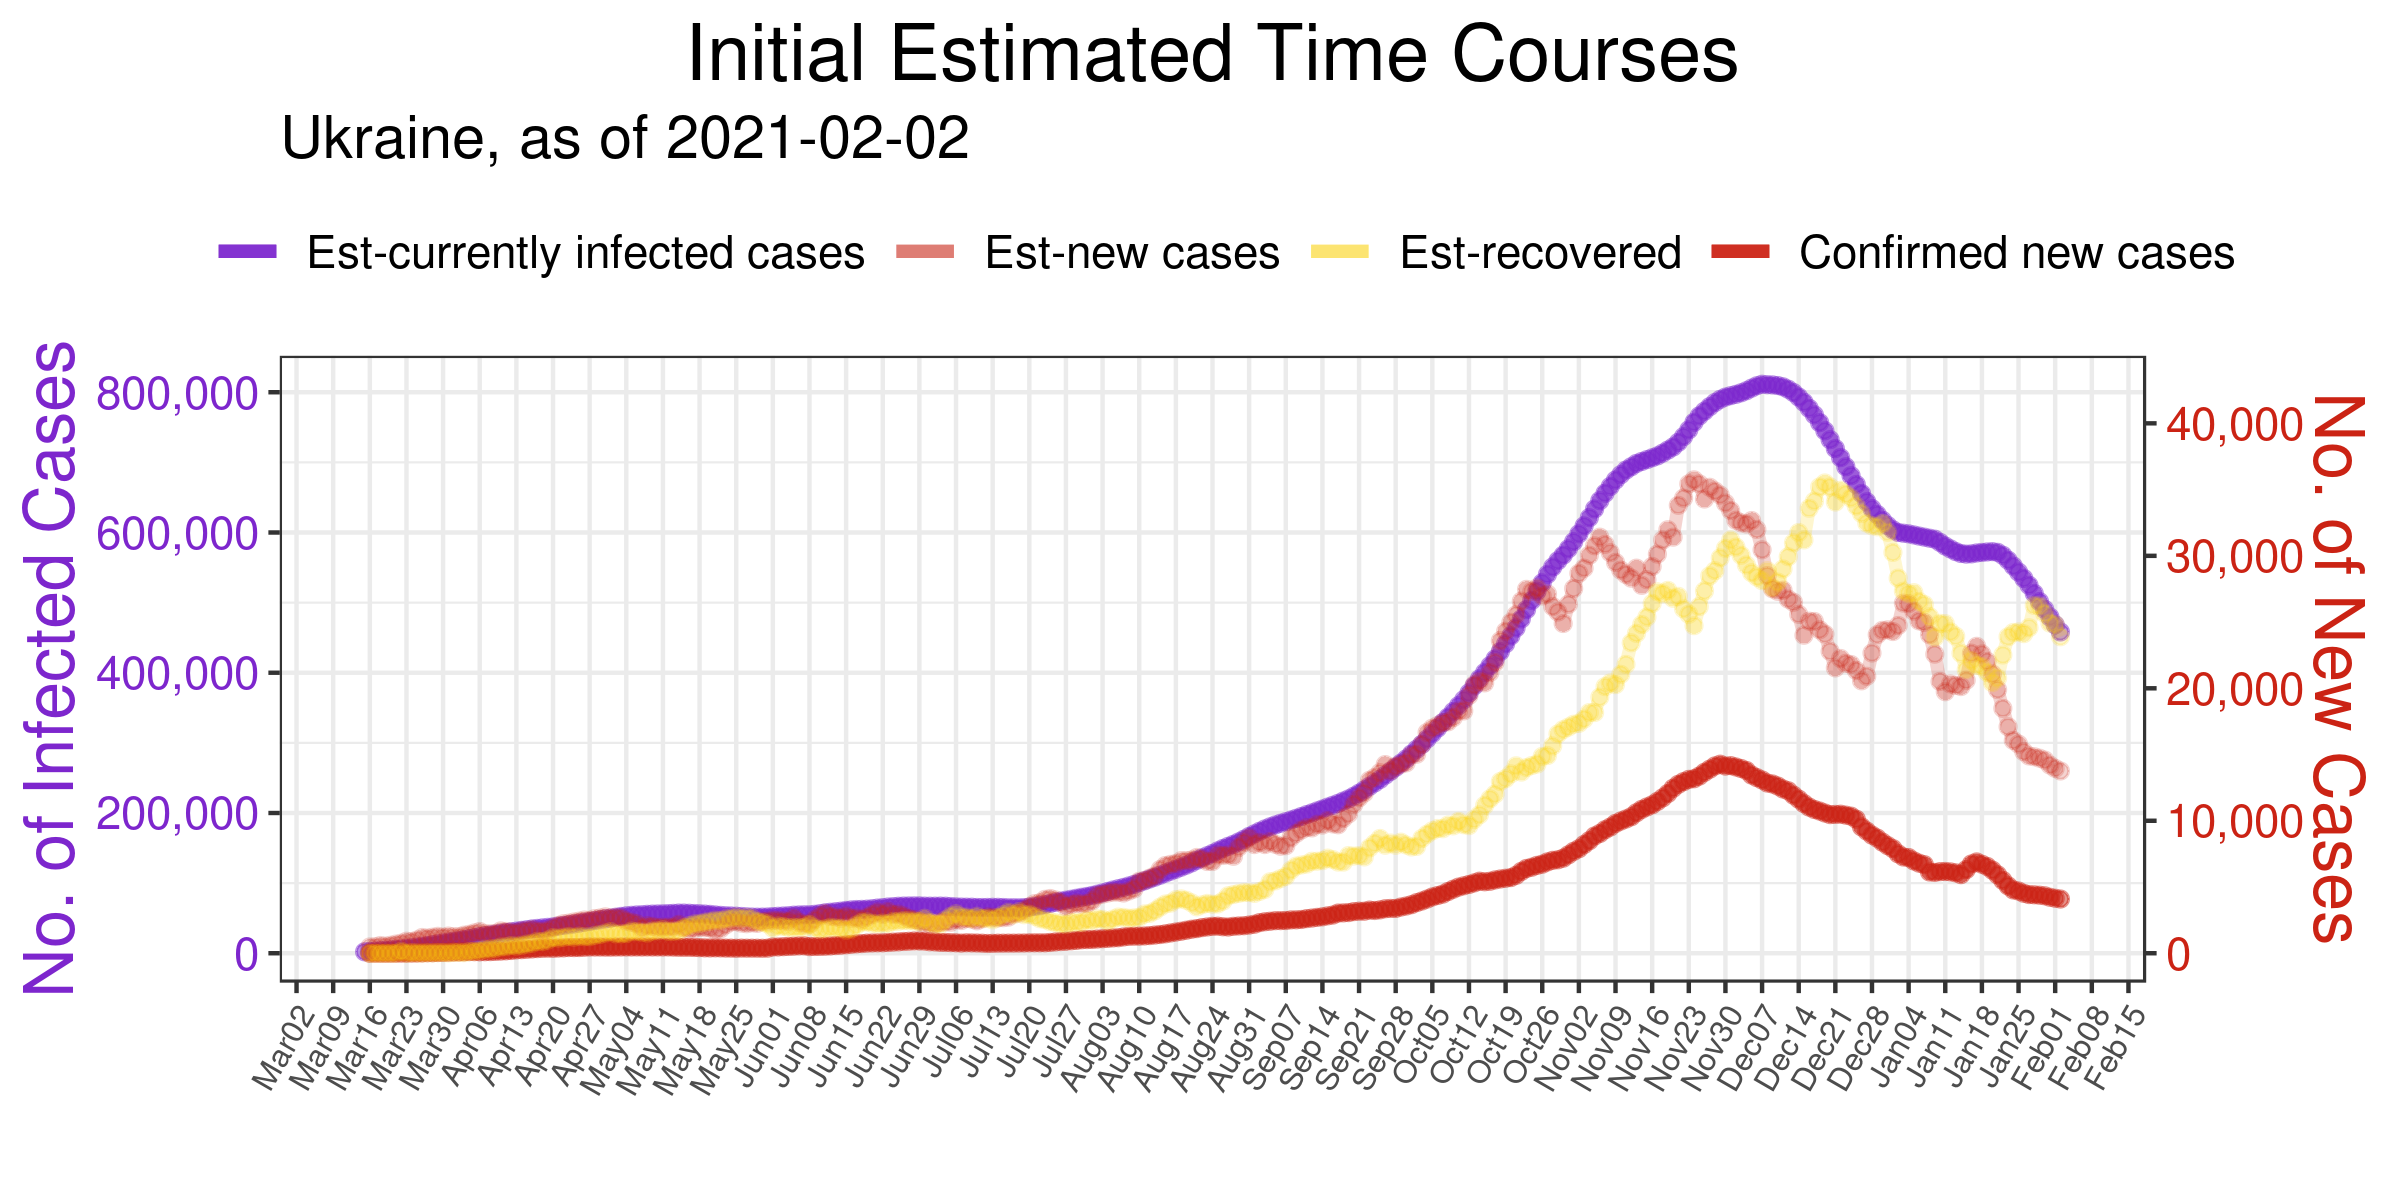 Initial Estimated Time Courses
Ukraine, as of 2021-02-02
Est-currently infected cases Est-new cases Est-recovered Confirmed new cases
No. of Infected Cases
800,000
600,000
400,000
200,000
0
40,000
30,000
20,000
10,000
0
No. of New Cases
Mar02 Mar09 Mar16 Mar23 Mar30 Apr06 Apr13 Apr20 Apr27 May04 May11 May18 May25 Jun01 Jun08 Jun15 Jun22 Jun29 Jul06 Jul13 Jul20 Jul27 Aug03 Aug10 Aug17 Aug24 Aug31 Sep07 Sep14 Sep21 Sep28 Oct05 Oct12 Oct19 Oct26 Nov02 Nov09 Nov16 Nov23 Nov30 Dec07 Dec14 Dec21 Dec28 Jan04 Jan11 Jan18 Jan25 Feb01 Feb08 Feb15